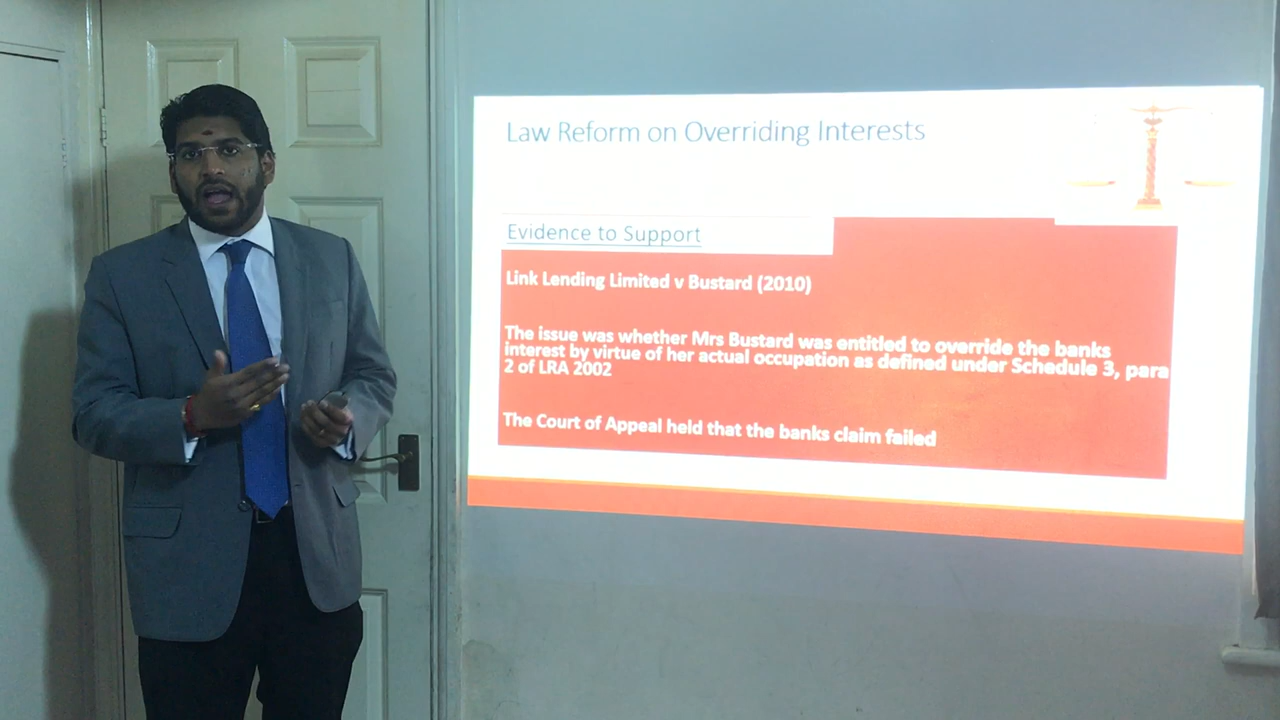 Law Reform on Overriding Interests
Evidence to Support
Link Lending Limited v Bustard (2010)
The issue was whether Mrs Bustard was entitled to override the banks
interest by virtue of her actual occupation as defined under Schedule 3, para
2 of LRA 2002
The Court of Appeal held that the banks claim failed